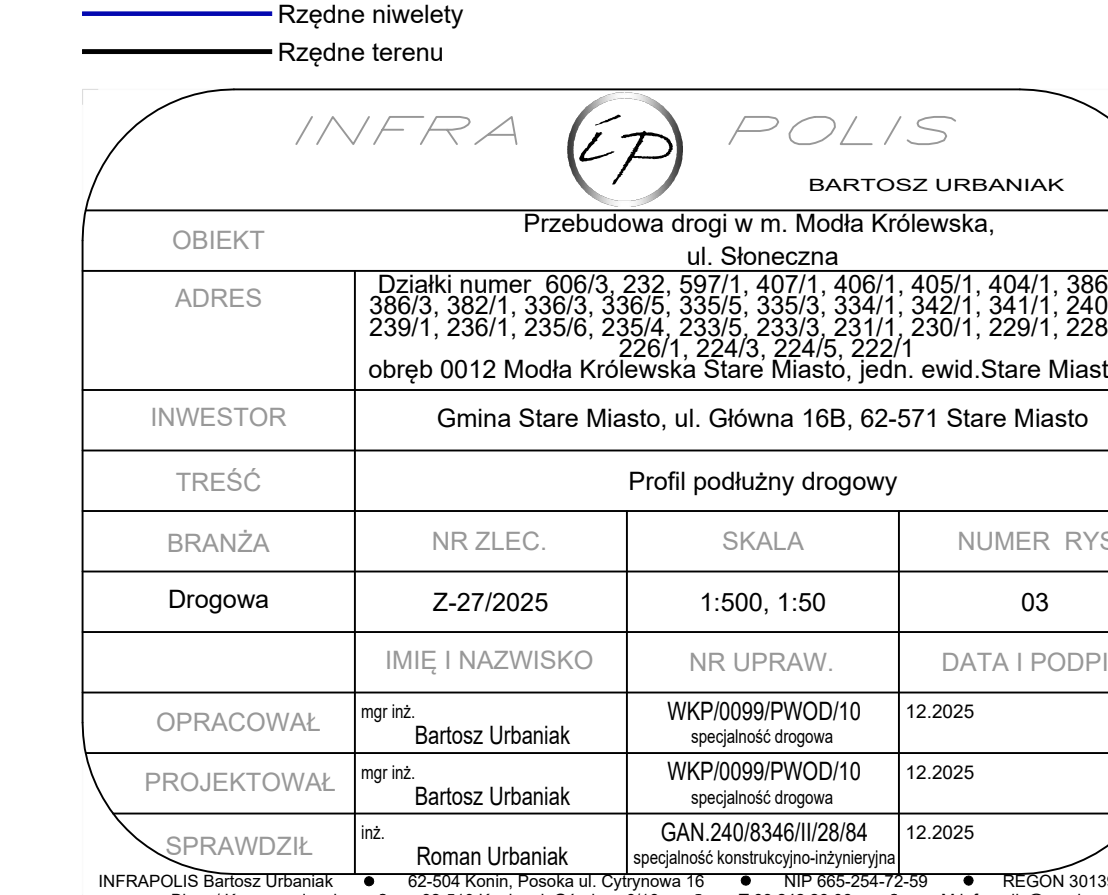 Rzędne niwelety
Rzędne terenu
INFRA ip POLIS
BARTOSZ URBANIAK
OBIEKT
Przebudowa drogi w m. Modła Królewska,
ul. Słoneczna
ADRES
Działki numer 606/3, 232, 597/1, 407/1, 406/1, 405/1, 404/1, 386
386/3, 382/1, 336/3, 336/5, 335/5, 335/3, 334/1, 342/1, 341/1, 240
239/1, 236/1, 235/6, 235/4, 233/5, 233/3, 231/1, 230/1, 229/1, 228
226/1, 224/3, 224/5, 222/1
obręb 0012 Modła Królewska Stare Miasto, jedn. ewid.Stare Miast
INWESTOR Gmina Stare Miasto, ul. Główna 16B, 62-571 Stare Miasto
TREŚĆ Profil podłużny drogowy
BRANŻA NR ZLEC. SKALA NUMER RYS
Drogowa Z-27/2025 1:500, 1:50 03
IMIĘ I NAZWISKO NR UPRAW. DATA I PODPI
OPRACOWAŁ mgr inż. Bartosz Urbaniak WKP/0099/PWOD/10 specjalność drogowa 12.2025
PROJEKTOWAŁ mgr inż. Bartosz Urbaniak WKP/0099/PWOD/10 specjalność drogowa 12.2025
SPRAWDZIŁ inż. Roman Urbaniak GAN.240/8346/II/28/84 specjalność konstrukcyjno-inżynieryjna 12.2025
INFRAPOLIS Bartosz Urbaniak ● 62-504 Konin, Posoka ul. Cytrynowa 16 ● NIP 665-254-72-59 ● REGON 30135